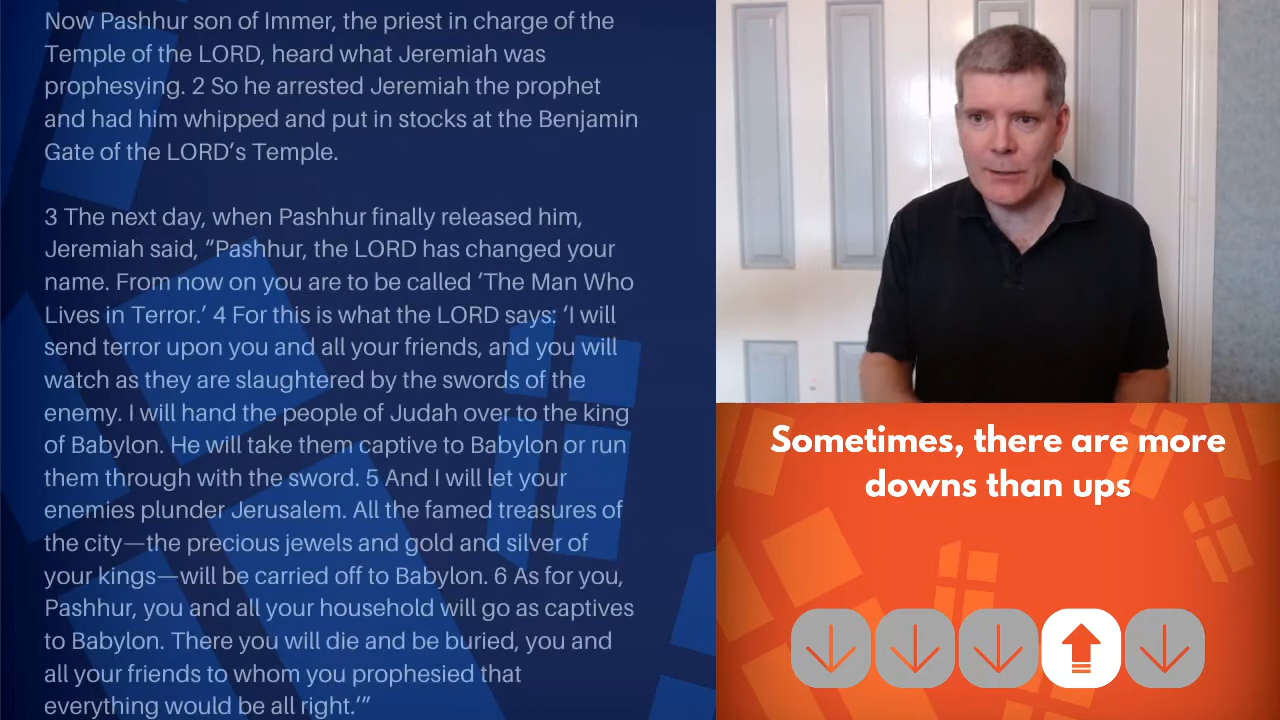 Now Pashhur son of Immer, the priest in charge of the
Temple of the LORD, heard what Jeremiah was
prophesying. 2 So he arrested Jeremiah the prophet
and had him whipped and put in stocks at the Benjamin
Gate of the LORD’s Temple.
3 The next day, when Pashhur finally released him,
Jeremiah said, “Pashhur, the LORD has changed your
name. From now on you are to be called ‘The Man Who
Lives in Terror.’ 4 For this is what the LORD says: ‘I will
send terror upon you and all your friends, and you will
watch as they are slaughtered by the swords of the
enemy. I will hand the people of Judah over to the king
of Babylon. He will take them captive to Babylon or run
them through with the sword. 5 And I will let your
enemies plunder Jerusalem. All the famed treasures of
the city—the precious jewels and gold and silver of
your kings—will be carried off to Babylon. 6 As for you,
Pashhur, you and all your household will go as captives
to Babylon. There you will die and be buried, you and
all your friends to whom you prophesied that
everything would be all right.’”
Sometimes, there are more
downs than ups